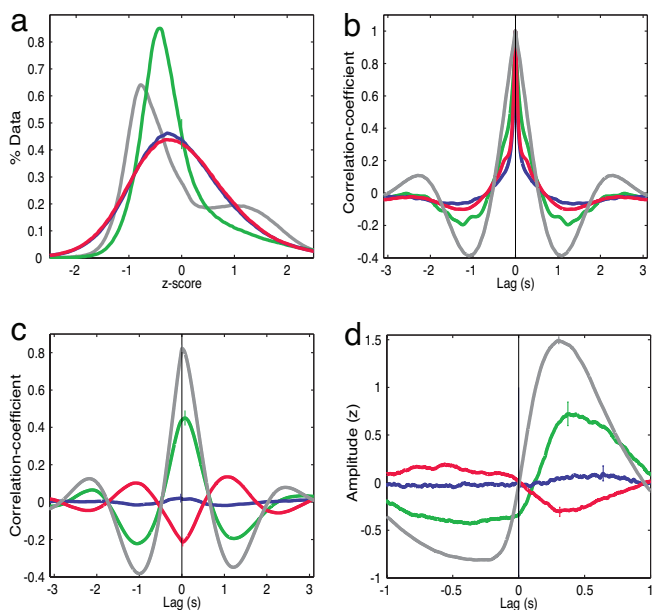 a
0.8
0.7
0.6
0.5
0.4
0.3
0.2
0.1
0
-2 -1 0 1 2
% Data
z-score
b
1
0.8
0.6
0.4
0.2
0
-0.2
-0.4
-3 -2 -1 0 1 2 3
Correlation-coefficient
Lag (s)
c
0.8
0.6
0.4
0.2
0
-0.2
-0.4
-3 -2 -1 0 1 2 3
Correlation-coefficient
Lag (s)
d
1.5
1
0.5
0
-0.5
-1
-1 -0.5 0 0.5 1
Amplitude (z)
Lag (s)